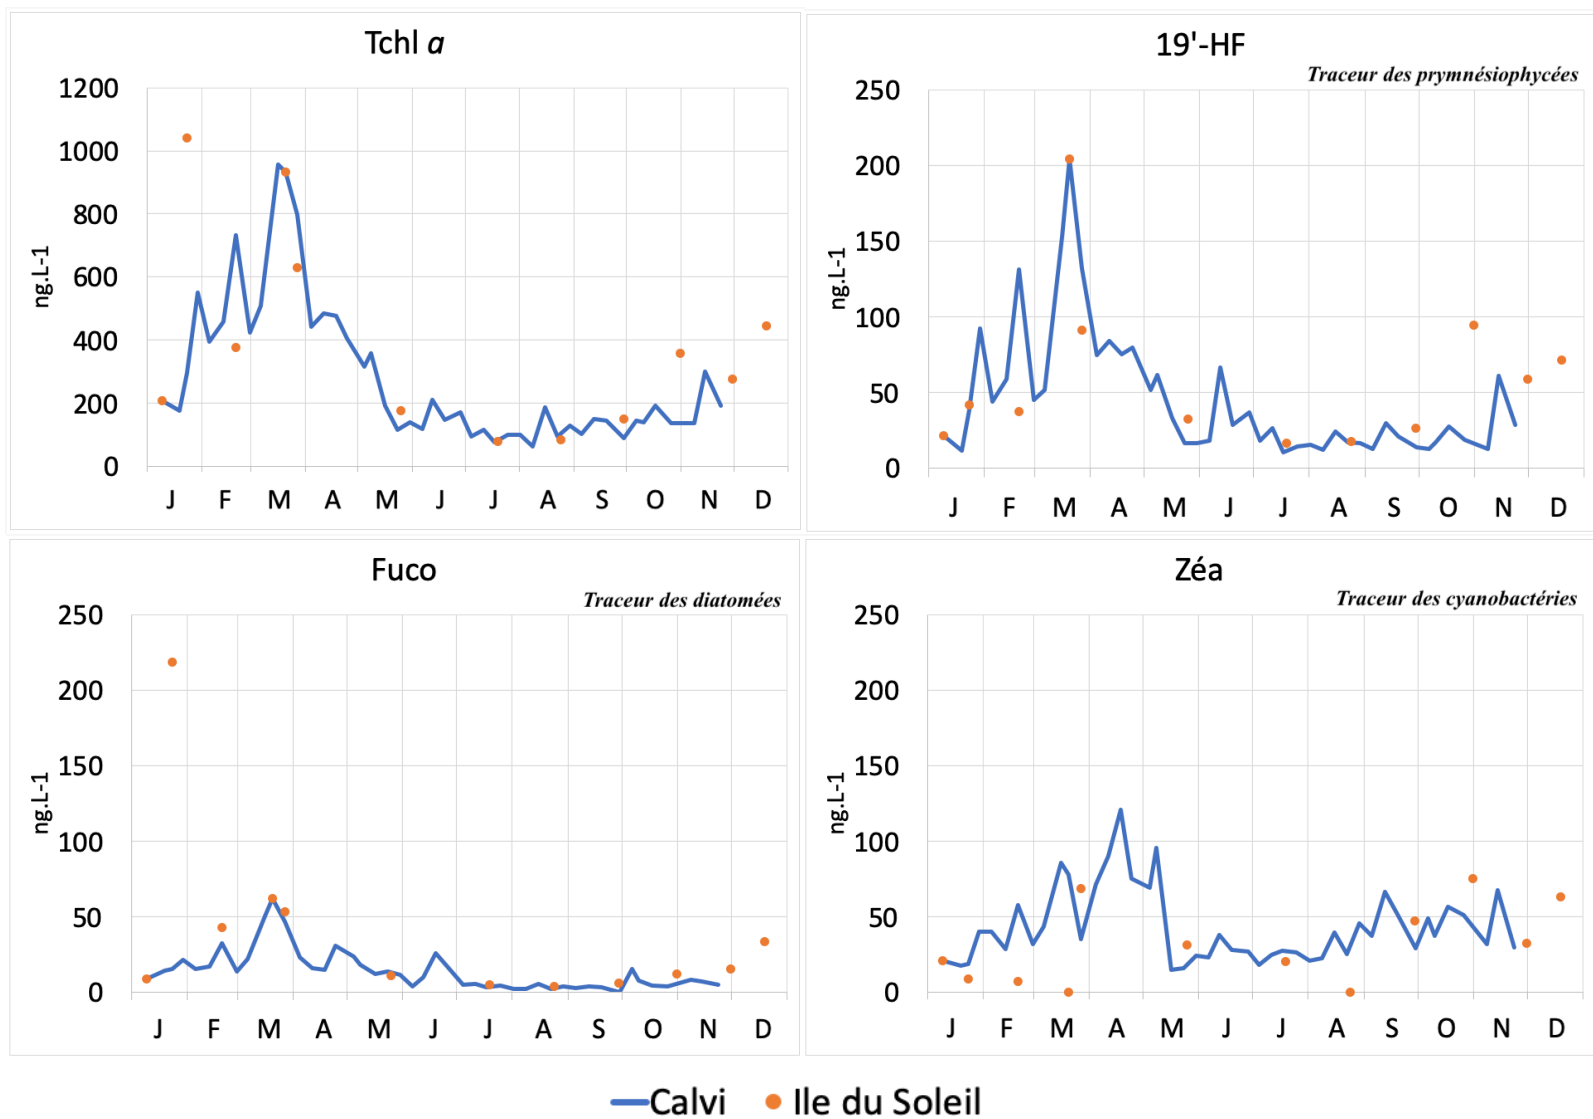 Tchl a
1200
1000
800
600
400
200
0
ng.L-1
J F M A M J J A S O N D
19'-HF
Traceur des prymnésiophycées
250
200
150
100
50
0
ng.L-1
J F M A M J J A S O N D
Fuco
Traceur des diatomées
250
200
150
100
50
0
ng.L-1
J F M A M J J A S O N D
Zéa
Traceur des cyanobactéries
250
200
150
100
50
0
ng.L-1
J F M A M J J A S O N D
Calvi Ile du Soleil